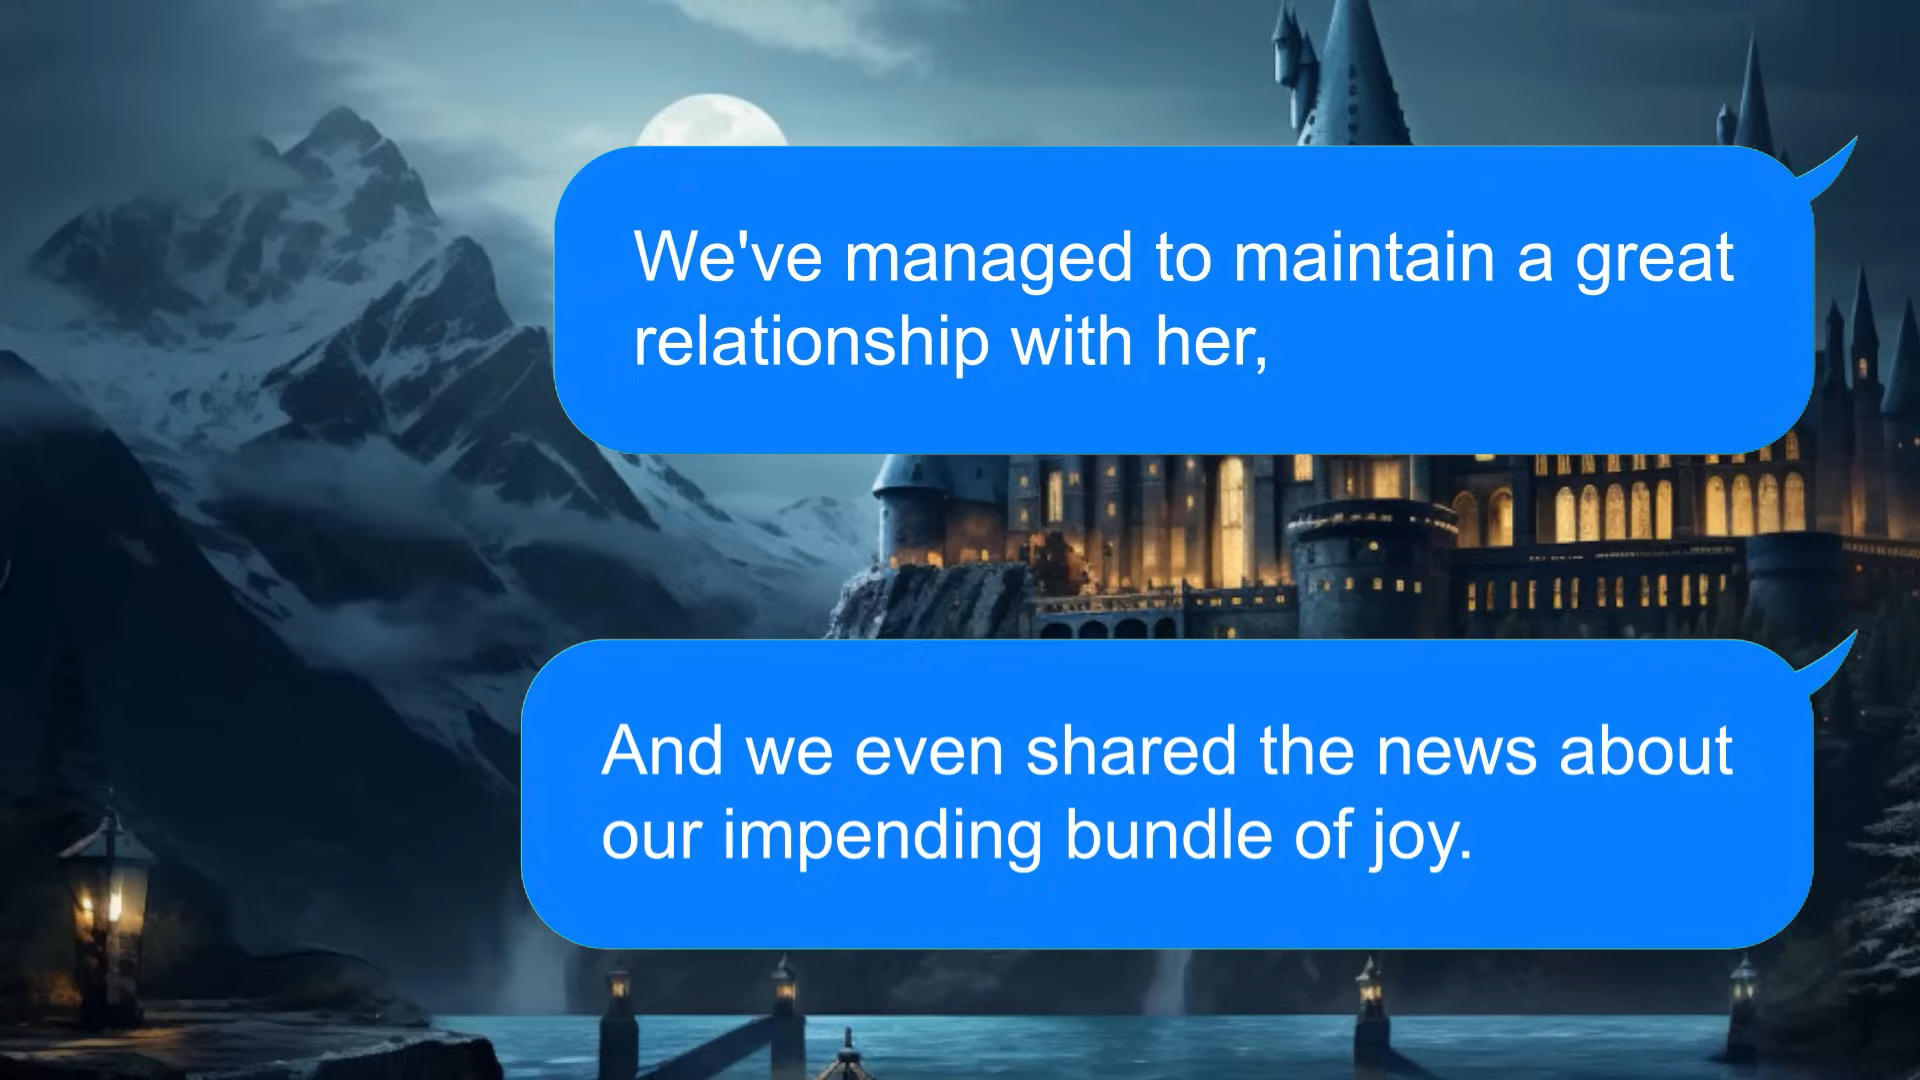 We've managed to maintain a great
relationship with her,
And we even shared the news about
our impending bundle of joy.